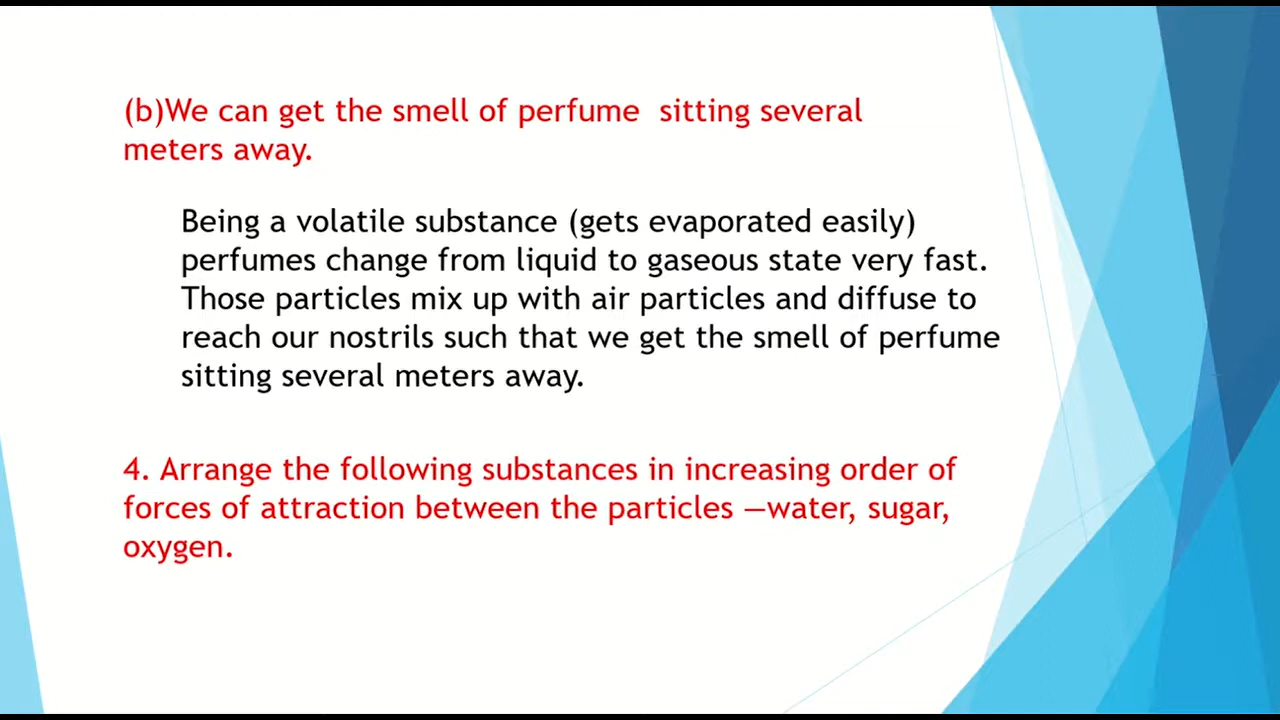 (b)We can get the smell of perfume  sitting several
meters away.
Being a volatile substance (gets evaporated easily)
perfumes change from liquid to gaseous state very fast.
Those particles mix up with air particles and diffuse to
reach our nostrils such that we get the smell of perfume
sitting several meters away.
4. Arrange the following substances in increasing order of
forces of attraction between the particles —water, sugar,
oxygen.